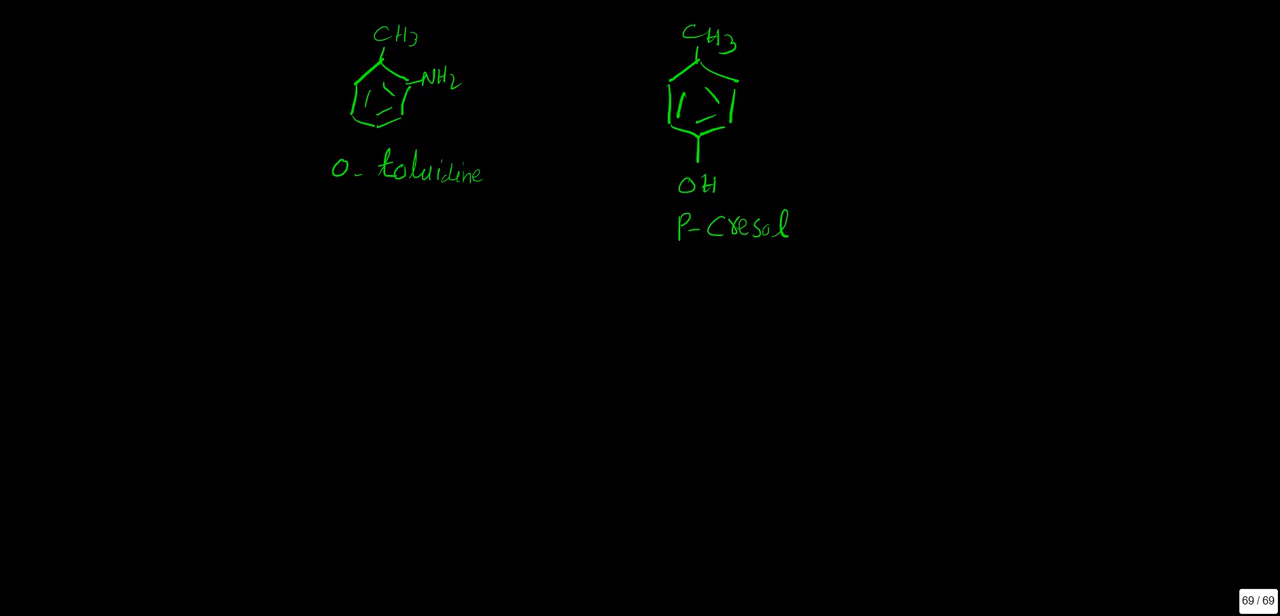 CH3
NH2
O- toluidine
CH3
OH
P-Cresol
69 / 69